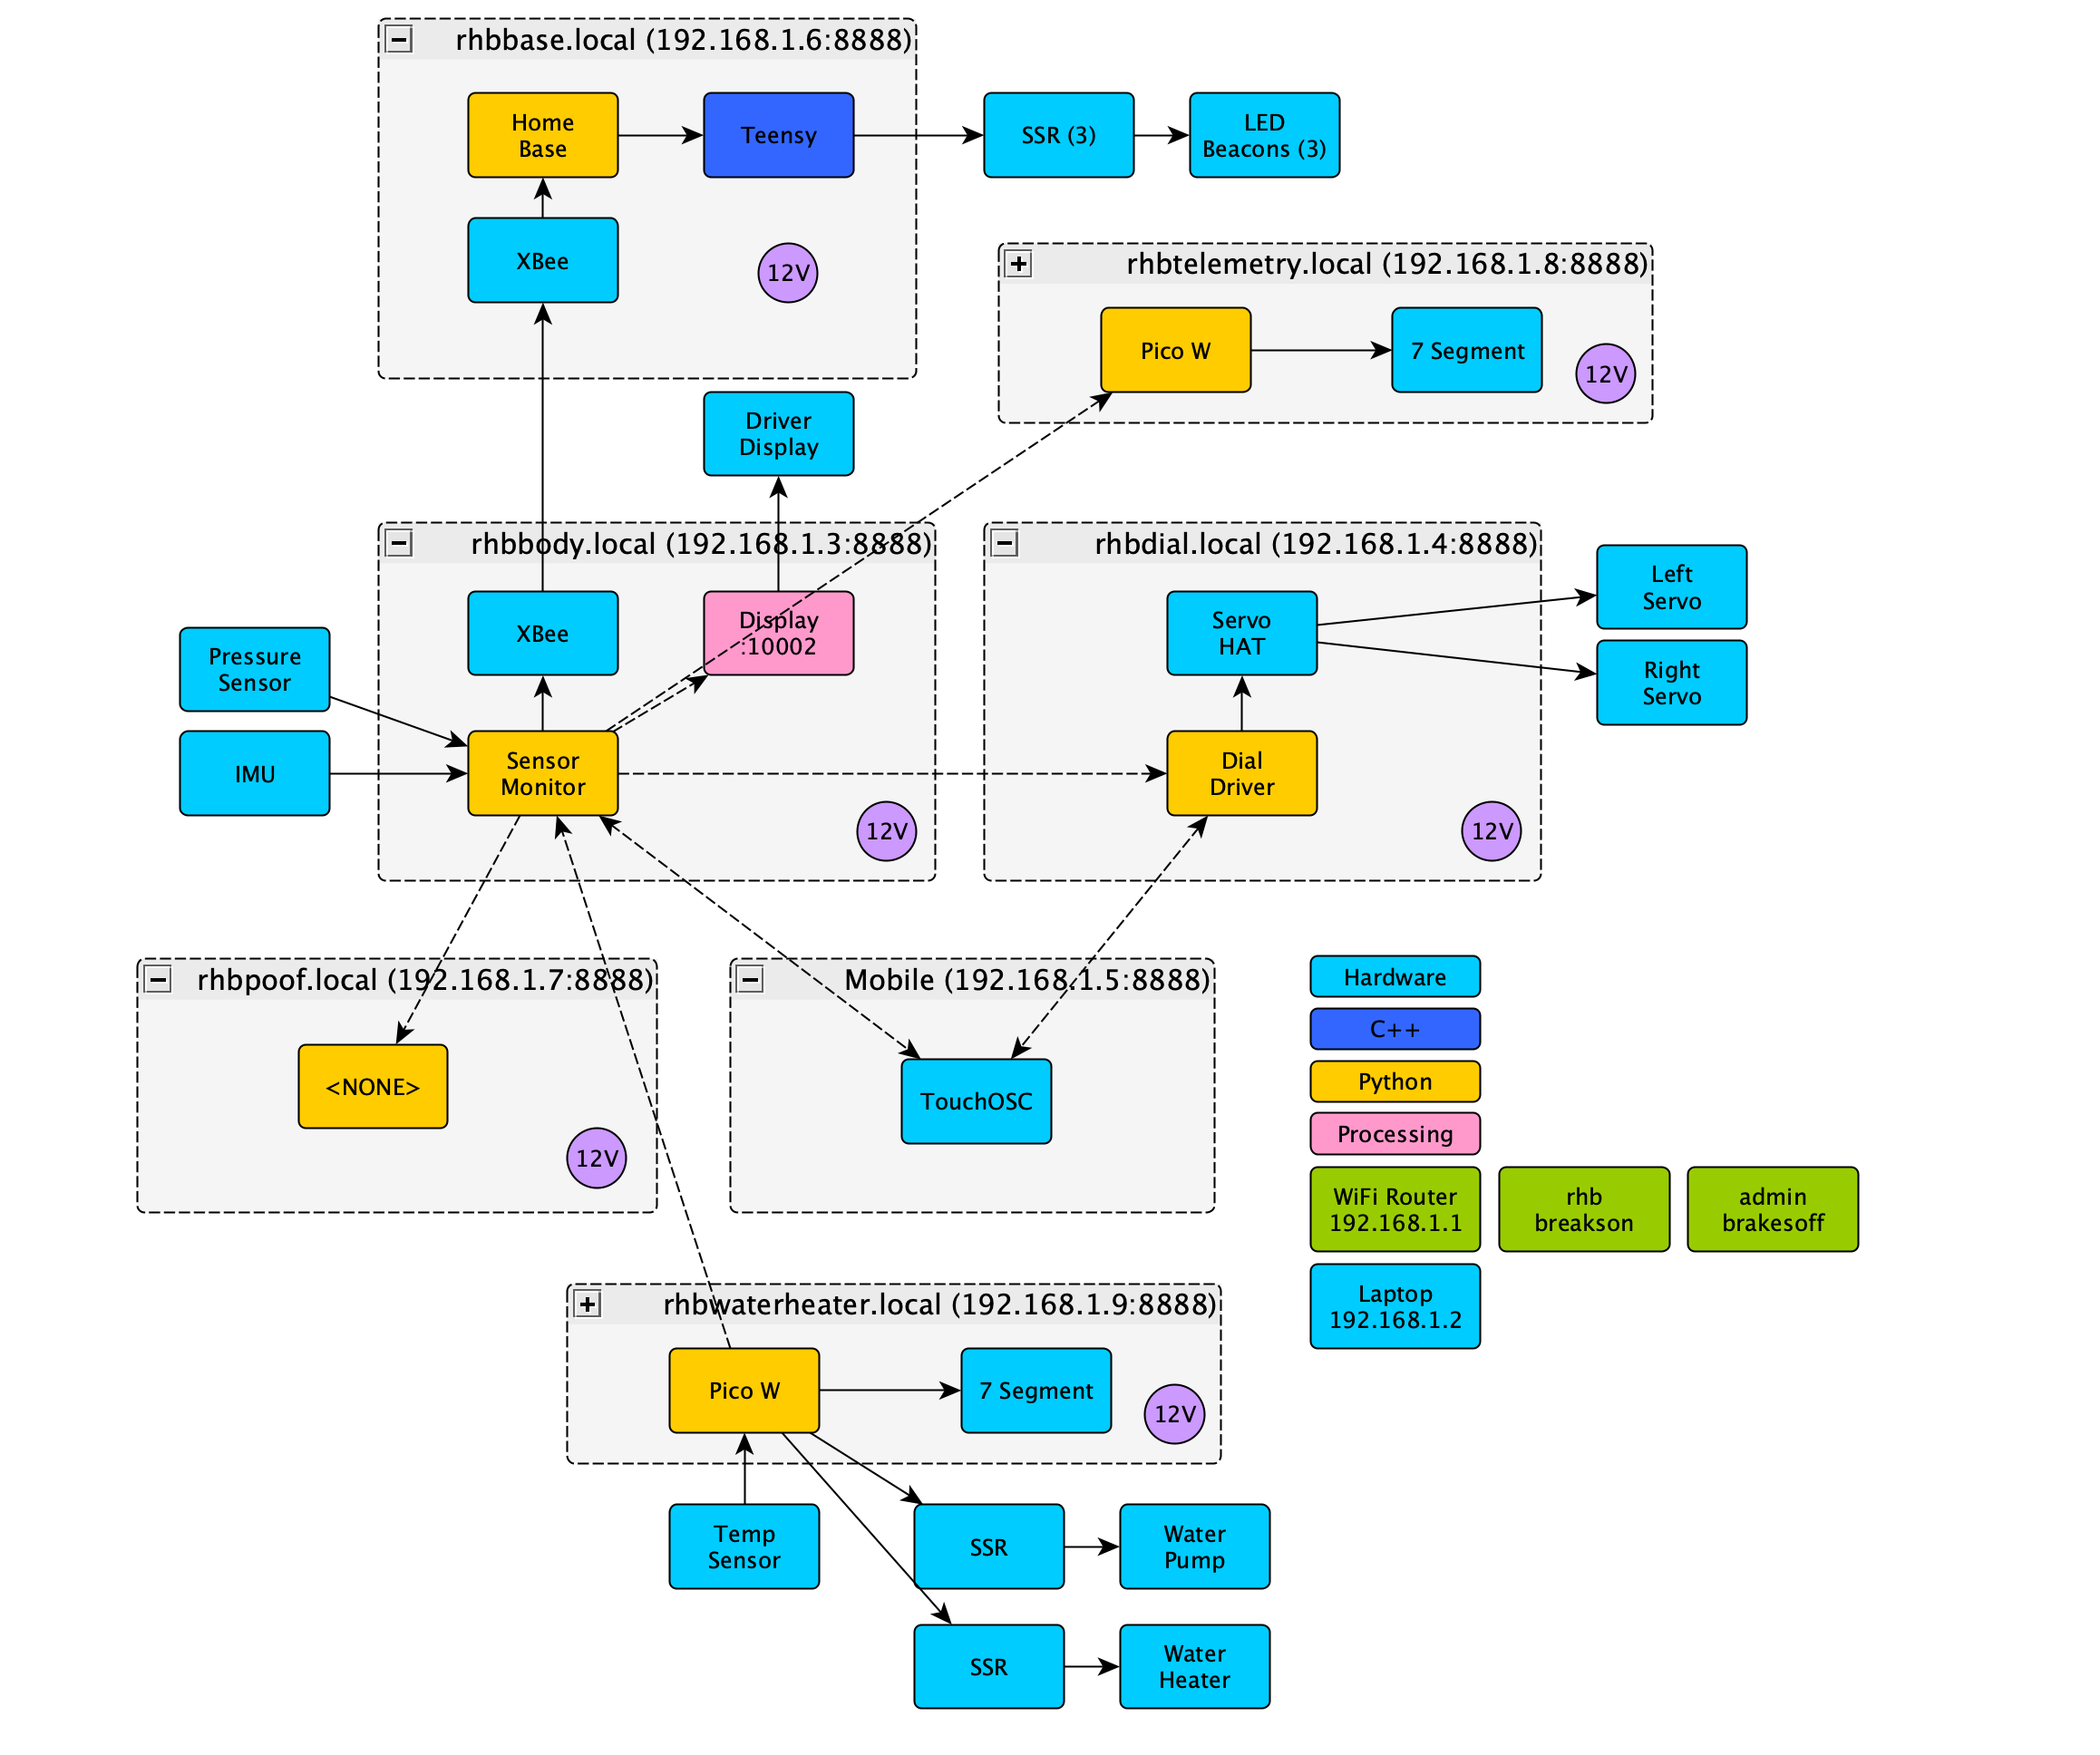 rhbbase.local (192.168.1.6:8888)
Home
Base
Teensy
SSR (3)
LED
Beacons (3)
XBee
12V
rhbtelemetry.local (192.168.1.8:8888)
Pico W
7 Segment
12V
Driver
Display
rhbbody.local (192.168.1.3:8888)
XBee
Display
:10002
Pressure
Sensor
IMU
Sensor
Monitor
12V
rhbdial.local (192.168.1.4:8888)
Servo
HAT
Left
Servo
Right
Servo
Dial
Driver
12V
rhbpoof.local (192.168.1.7:8888)
<NONE>
12V
Mobile (192.168.1.5:8888)
TouchOSC
Hardware
C++
Python
Processing
WiFi Router
192.168.1.1
rhb
breakson
admin
brakesoff
Laptop
192.168.1.2
rhbwaterheater.local (192.168.1.9:8888)
Pico W
7 Segment
12V
Temp
Sensor
SSR
Water
Pump
SSR
Water
Heater